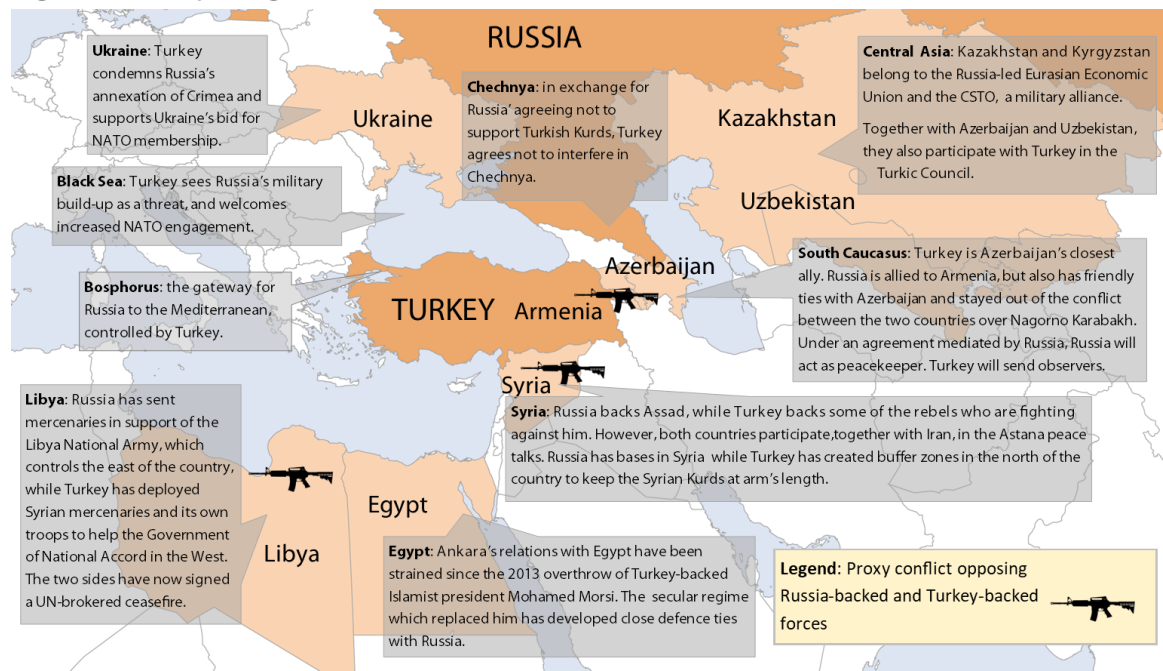 RUSSIA
Ukraine: Turkey
condemns Russia's
annexation of Crimea and
supports Ukraine's bid for
NATO membership.
Ukraine
Chechnya: in exchange for
Russia' agreeing not to
support Turkish Kurds, Turkey
agrees not to interfere in
Chechnya.
Kazakhstan
Central Asia: Kazakhstan and Kyrgyzstan
belong to the Russia-led Eurasian Economic
Union and the CSTO, a military alliance.
Together with Azerbaijan and Uzbekistan,
they also participate with Turkey in the
Turkic Council.
Black Sea: Turkey sees Russia's military
build-up as a threat, and welcomes
increased NATO engagement.
Uzbekistan
Bosphorus: the gateway for
Russia to the Mediterranean,
controlled by Turkey.
TURKEY
Armenia
Azerbaijan
South Caucasus: Turkey is Azerbaijan's closest
ally. Russia is allied to Armenia, but also has friendly
ties with Azerbaijan and stayed out of the conflict
between the two countries over Nagorno Karabakh.
Under an agreement mediated by Russia, Russia will
act as peacekeeper. Turkey will send observers.
Syria
Syria: Russia backs Assad, while Turkey backs some of the rebels who are fighting
against him. However, both countries participate,together with Iran, in the Astana peace
talks. Russia has bases in Syria while Turkey has created buffer zones in the north of the
country to keep the Syrian Kurds at arm's length.
Libya: Russia has sent
mercenaries in support of the
Libya National Army, which
controls the east of the country,
while Turkey has deployed
Syrian mercenaries and its own
troops to help the Government
of National Accord in the West.
The two sides have now signed
a UN-brokered ceasefire.
Libya
Egypt
Egypt: Ankara's relations with Egypt have been
strained since the 2013 overthrow of Turkey-backed
Islamist president Mohamed Morsi. The secular regime
which replaced him has developed close defence ties
with Russia.
Legend: Proxy conflict opposing
Russia-backed and Turkey-backed
forces